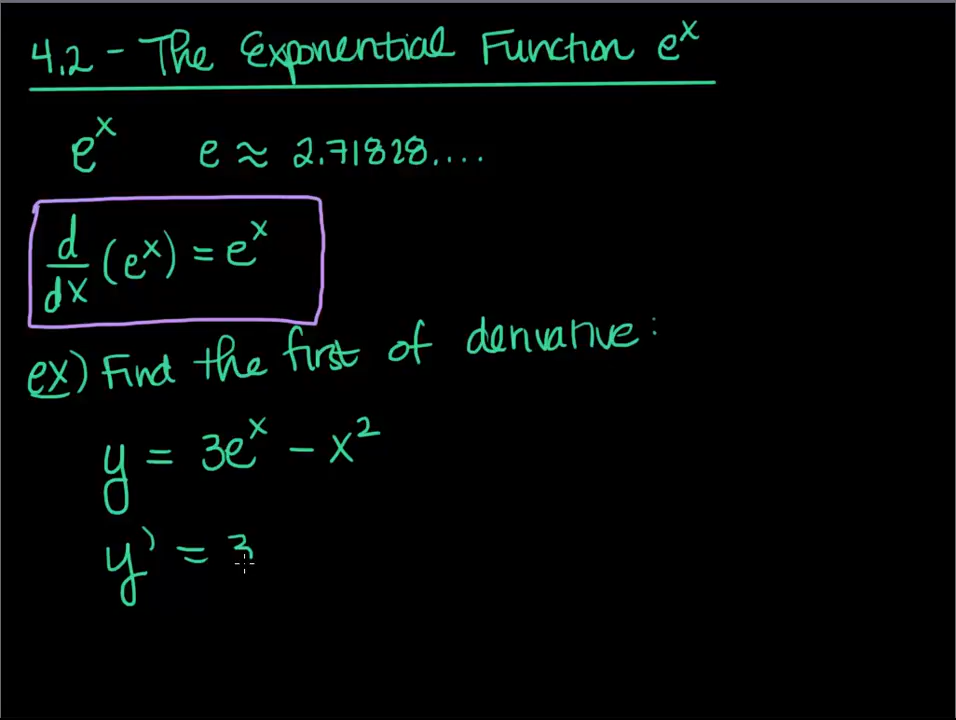 4.2 - The Exponential Function e^x
e^x e ≈ 2.71828....
d/dx (e^x) = e^x
ex) Find the first of derivative:
y = 3e^x - x^2
y' = 3